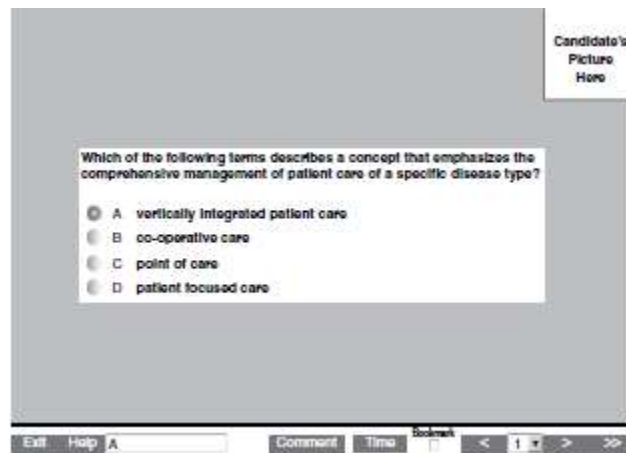 Candidate's
Picture
Here
Which of the following terms describes a concept that emphasizes the
comprehensive management of patient care of a specific disease type?
A vertically integrated patient care
B co-operative care
C point of care
D patient focused care
Bookmark
Exit Help A Comment Time < 1 > >>